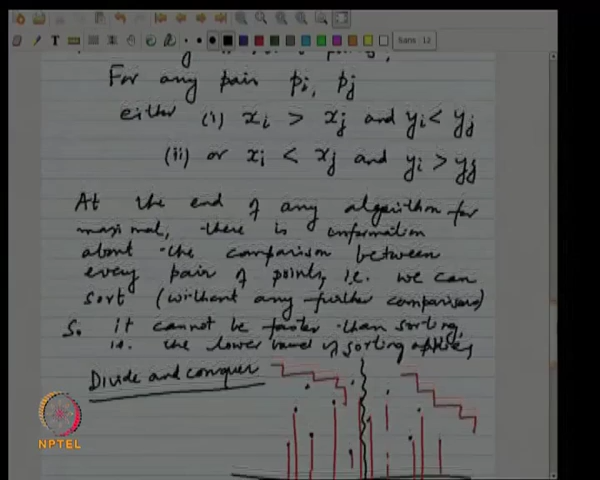 Sans 12
For any pair pi, pj
either (i) xi > xj and yi < yj
(ii) or xi < xj and yi > yj
At the end of any algorithm for
maximal, there is information
about the comparison between
every pair of points, i.e. we can
sort (without any further comparisons)
So it cannot be faster than sorting,
i.e. the lower bound of sorting applies
Divide and conquer
NPTEL